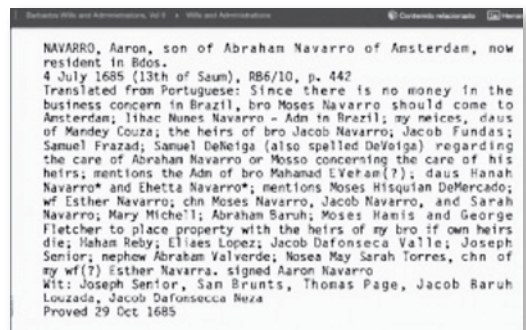 Barbados Wills and Administrations, Vol II › Wills and Administrations Contenido relacionado
NAVARRO, Aaron, son of Abraham Navarro of Amsterdam, now
resident in Bdos.
4 July 1685 (13th of Saum), RB6/10, p. 442
Translated from Portuguese: Since there is no money in the
business concern in Brazil, bro Moses Navarro should come to
Amsterdam; lihac Nunes Navarro - Adm in Brazil; my neices, daus
of Mandey Couza; the heirs of bro Jacob Navarro; Jacob Fundas;
Samuel Frazad; Samuel DeNeiga (also spelled DeVoiga) regarding
the care of Abraham Navarro or Mosso concerning the care of his
heirs; mentions the Adm of bro Mahamad EVeham(?); daus Hanah
Navarro* and Ehetta Navarro*; mentions Moses Hisquian DeMercado;
wf Esther Navarro; chn Moses Navarro, Jacob Navarro, and Sarah
Navarro; Mary Michell; Abraham Baruh; Moses Hamis and George
Fletcher to place property with the heirs of my bro if own heirs
die; Haham Reby; Eliaes Lopez; Jacob Dafonseca Valle; Joseph
Senior; nephew Abraham Valverde; Nosea May Sarah Torres, chn of
my wf(?) Esther Navarra. signed Aaron Navarro
Wit: Joseph Senior, Sam Brunts, Thomas Page, Jacob Baruh
Louzada, Jacob Dafonsecca Neza
Proved 29 Oct 1685